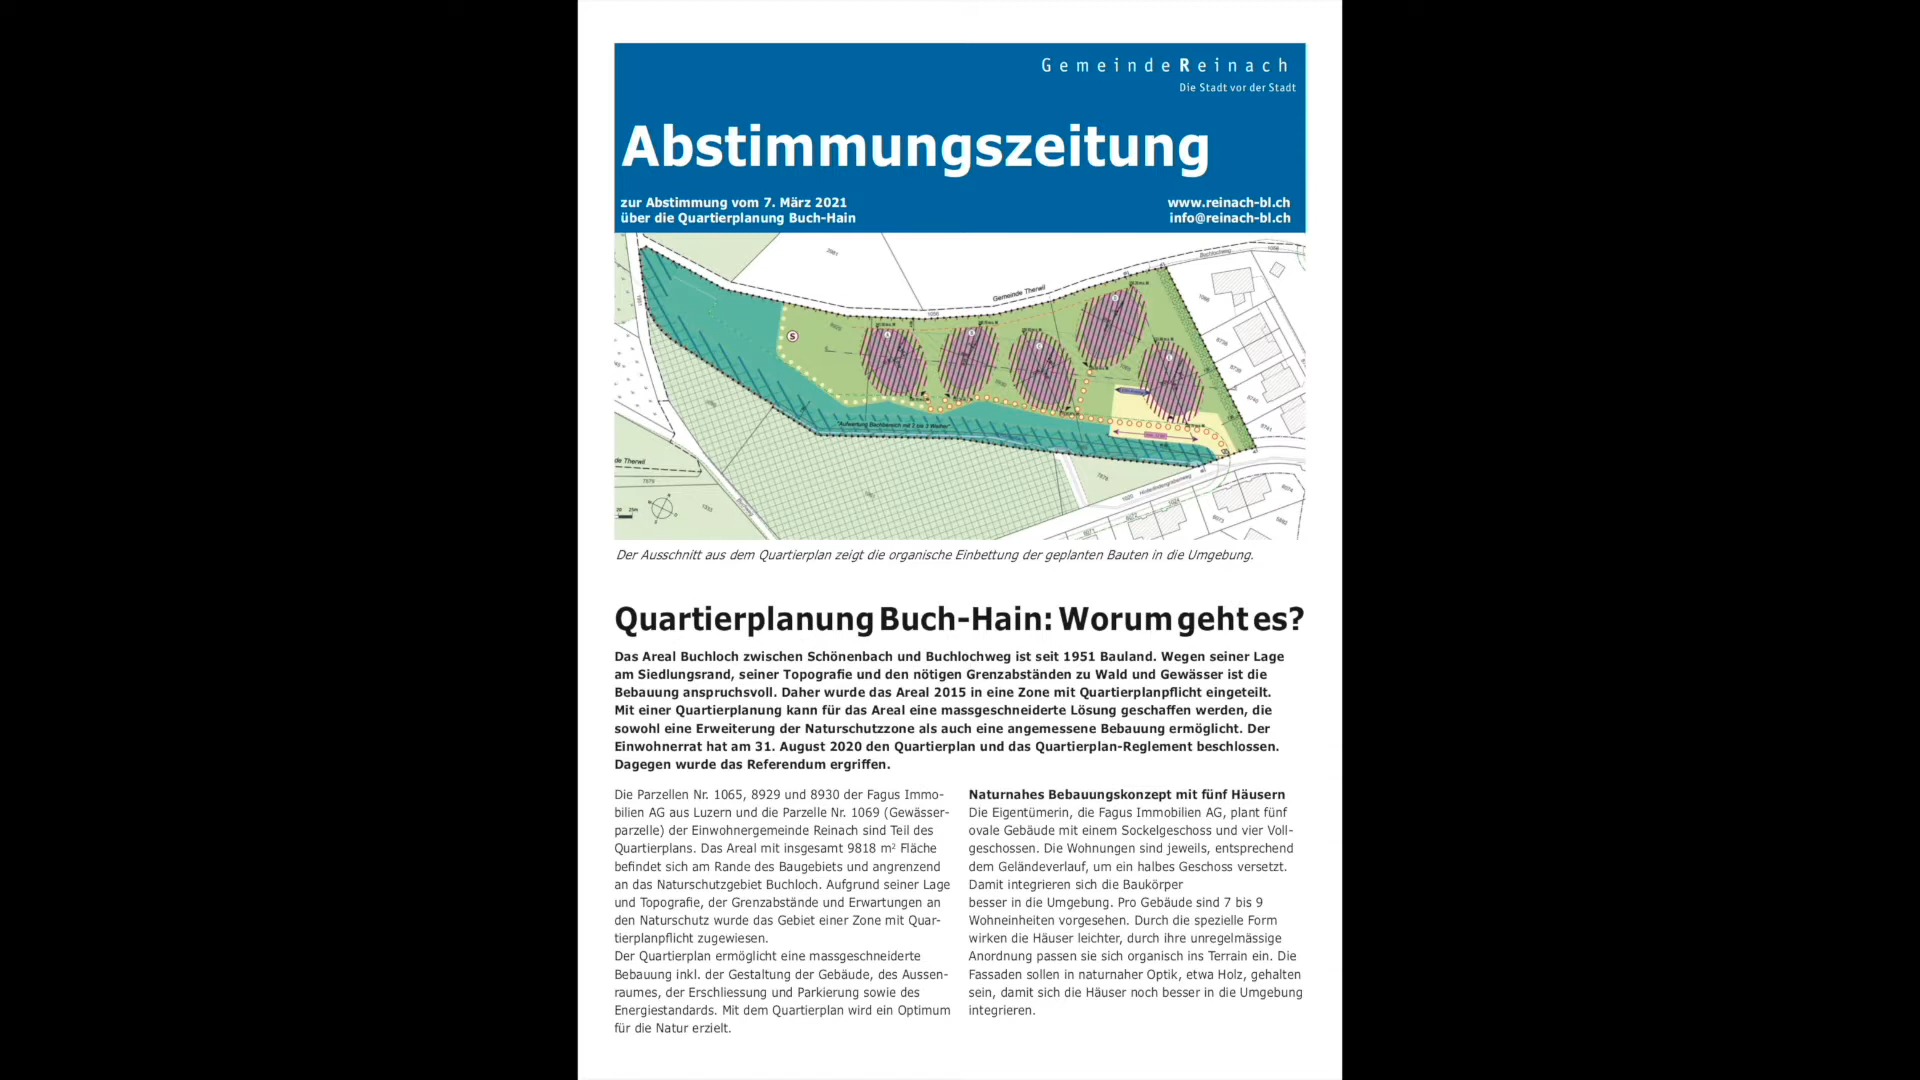 GemeindeReinach
Die Stadt vor der Stadt
Abstimmungszeitung
zur Abstimmung vom 7. März 2021
über die Quartierplanung Buch-Hain
www.reinach-bl.ch
info@reinach-bl.ch
Gemeinde Therwil
Buchlochweg
S
"Aufwertung Bachbereich mit 2 bis 3 Weiher"
de Therwil
Der Ausschnitt aus dem Quartierplan zeigt die organische Einbettung der geplanten Bauten in die Umgebung.
Quartierplanung Buch-Hain: Worum geht es?
Das Areal Buchloch zwischen Schönenbach und Buchlochweg ist seit 1951 Bauland. Wegen seiner Lage
am Siedlungsrand, seiner Topografie und den nötigen Grenzabständen zu Wald und Gewässer ist die
Bebauung anspruchsvoll. Daher wurde das Areal 2015 in eine Zone mit Quartierplanpflicht eingeteilt.
Mit einer Quartierplanung kann für das Areal eine massgeschneiderte Lösung geschaffen werden, die
sowohl eine Erweiterung der Naturschutzzone als auch eine angemessene Bebauung ermöglicht. Der
Einwohnerrat hat am 31. August 2020 den Quartierplan und das Quartierplan-Reglement beschlossen.
Dagegen wurde das Referendum ergriffen.
Die Parzellen Nr. 1065, 8929 und 8930 der Fagus Immo-
bilien AG aus Luzern und die Parzelle Nr. 1069 (Gewässer-
parzelle) der Einwohnergemeinde Reinach sind Teil des
Quartierplans. Das Areal mit insgesamt 9818 m² Fläche
befindet sich am Rande des Baugebiets und angrenzend
an das Naturschutzgebiet Buchloch. Aufgrund seiner Lage
und Topografie, der Grenzabstände und Erwartungen an
den Naturschutz wurde das Gebiet einer Zone mit Quar-
tierplanpflicht zugewiesen.
Der Quartierplan ermöglicht eine massgeschneiderte
Bebauung inkl. der Gestaltung der Gebäude, des Aussen-
raumes, der Erschliessung und Parkierung sowie des
Energiestandards. Mit dem Quartierplan wird ein Optimum
für die Natur erzielt.
Naturnahes Bebauungskonzept mit fünf Häusern
Die Eigentümerin, die Fagus Immobilien AG, plant fünf
ovale Gebäude mit einem Sockelgeschoss und vier Voll-
geschossen. Die Wohnungen sind jeweils, entsprechend
dem Geländeverlauf, um ein halbes Geschoss versetzt.
Damit integrieren sich die Baukörper
besser in die Umgebung. Pro Gebäude sind 7 bis 9
Wohneinheiten vorgesehen. Durch die spezielle Form
wirken die Häuser leichter, durch ihre unregelmässige
Anordnung passen sie sich organisch ins Terrain ein. Die
Fassaden sollen in naturnaher Optik, etwa Holz, gehalten
sein, damit sich die Häuser noch besser in die Umgebung
integrieren.